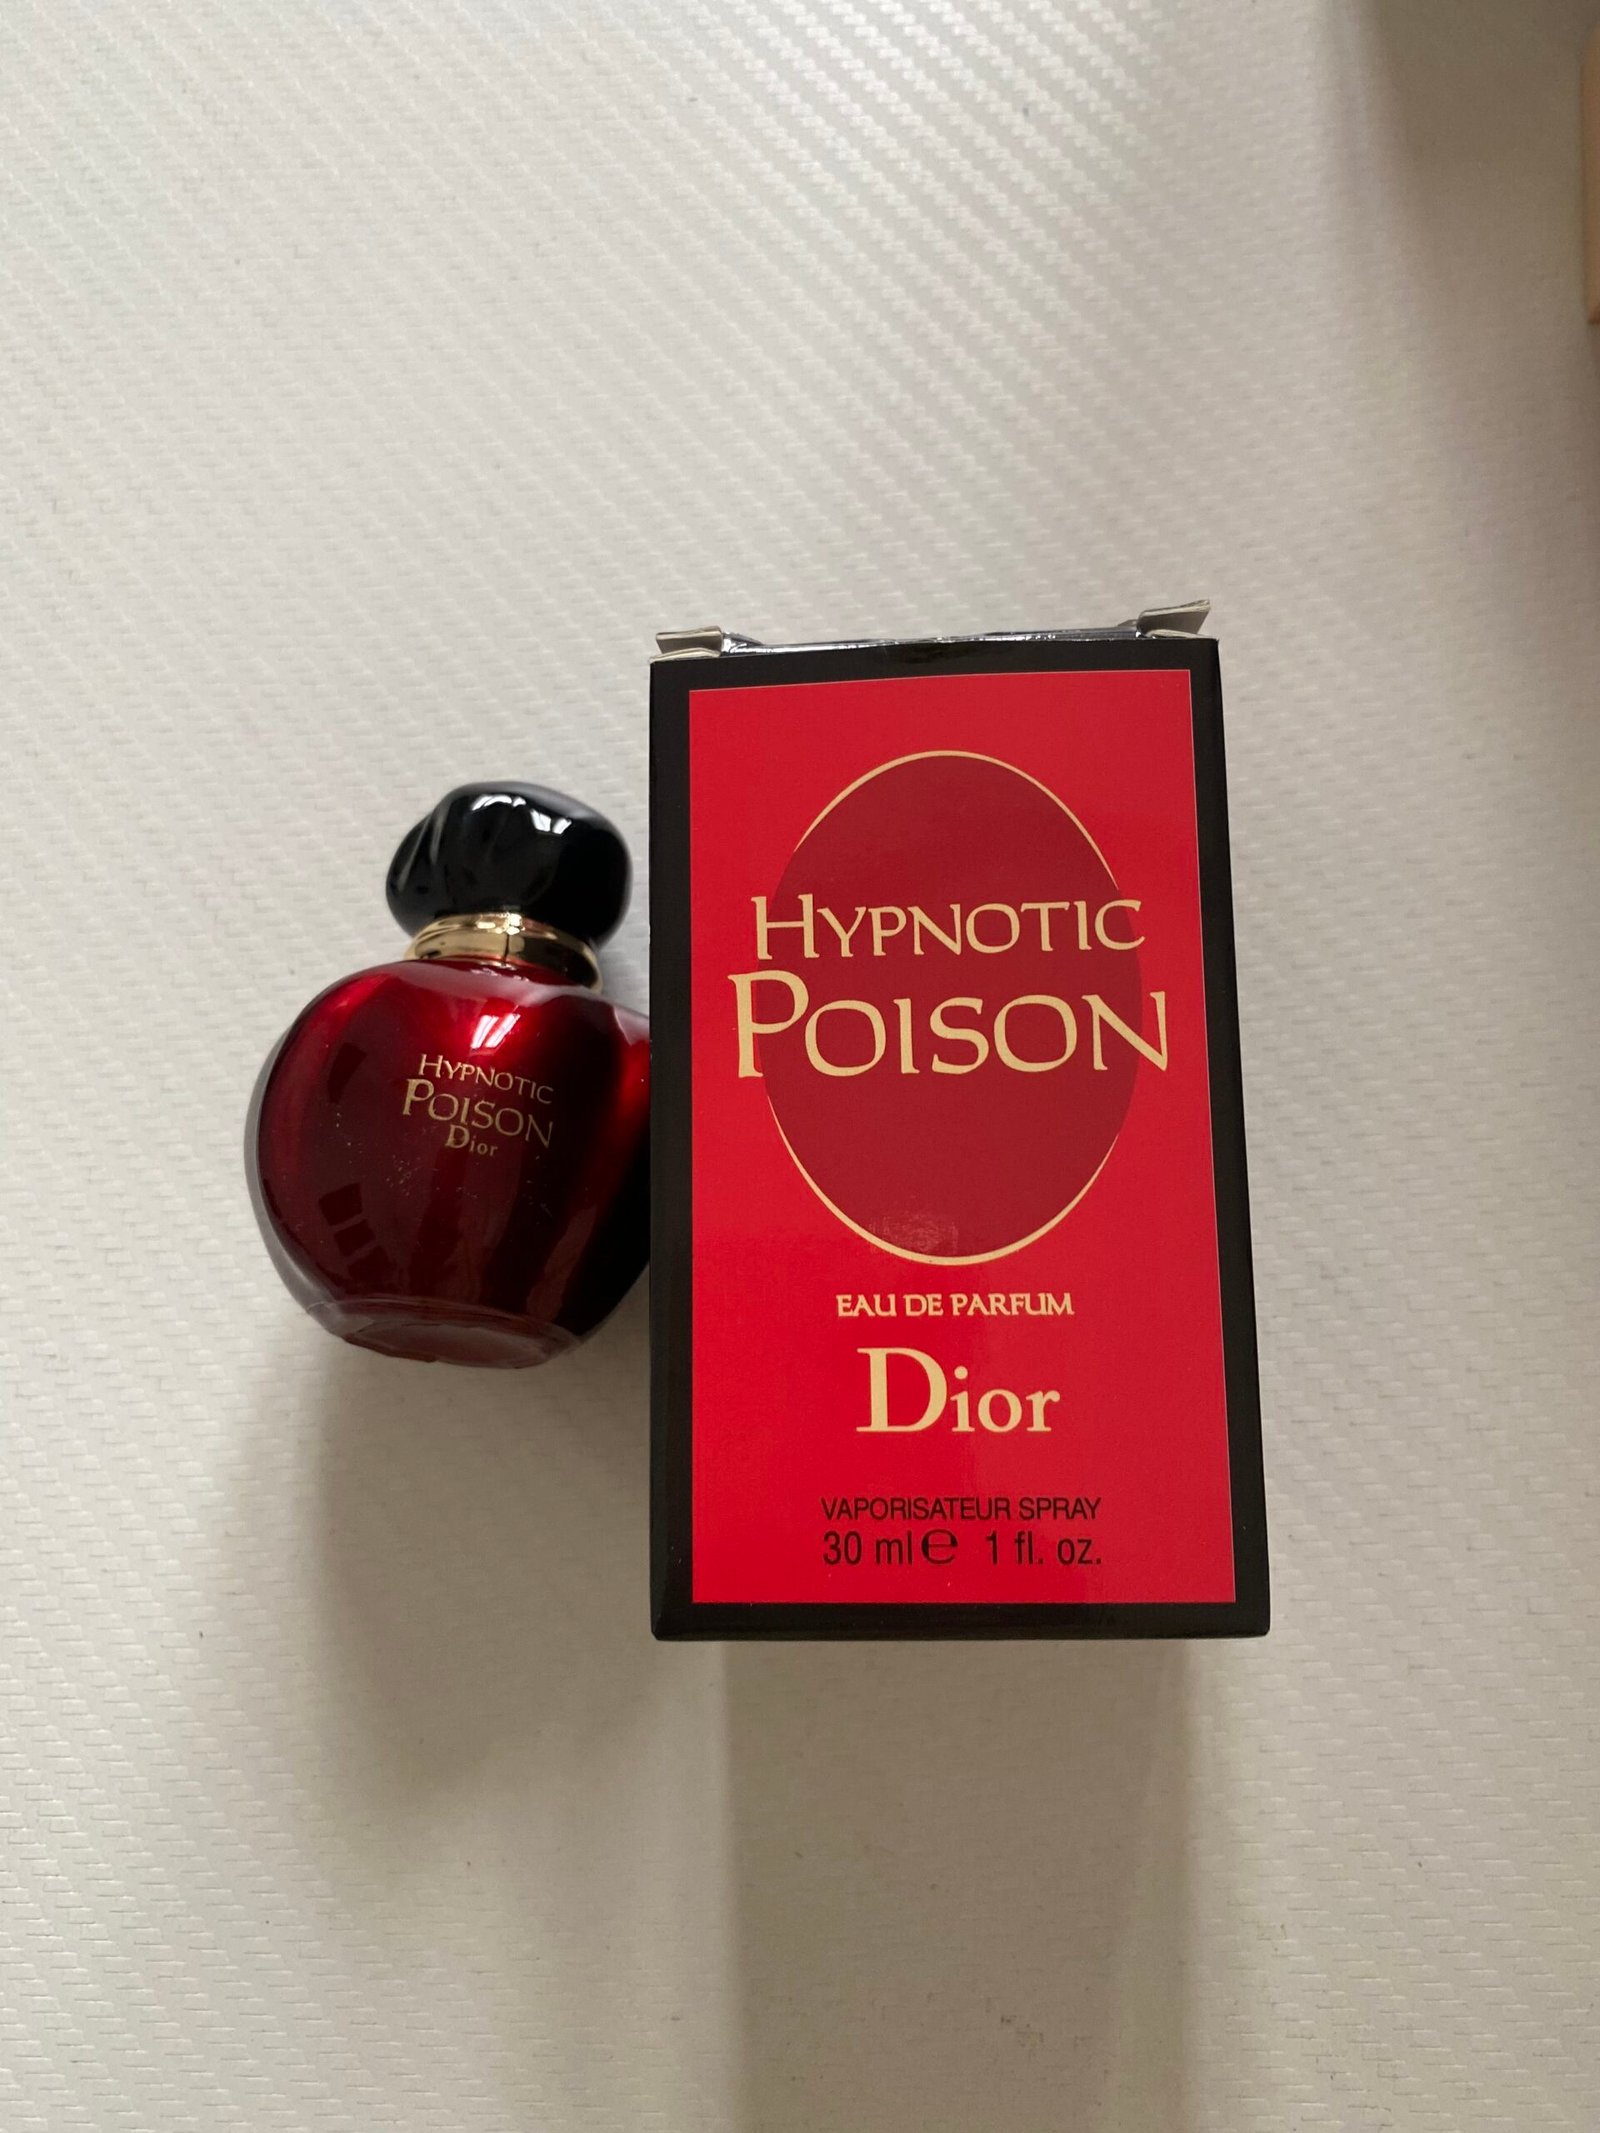 HYPNOTIC
POISON
Dior
HYPNOTIC
POISON
EAU DE PARFUM
Dior
VAPORISATEUR SPRAY
30 ml ℮ 1 fl. oz.